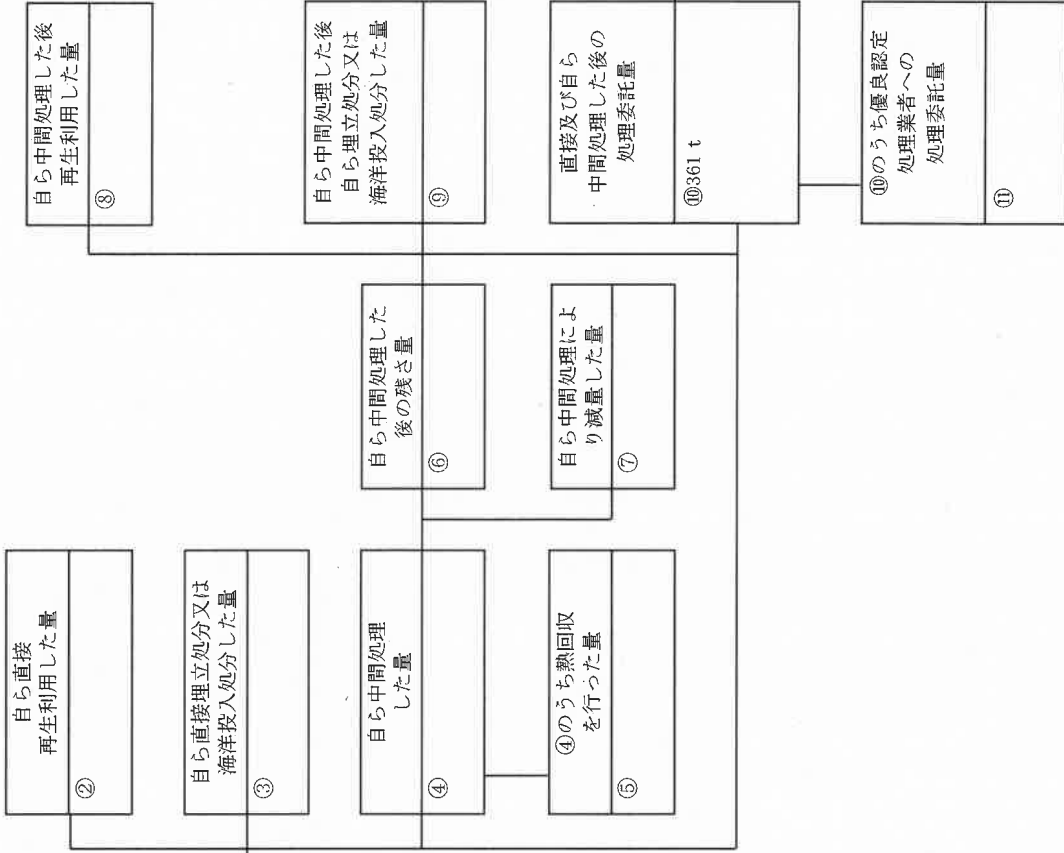 自ら直接
再生利用した量
②
自ら直接埋立処分又は
海洋投入処分した量
③
自ら中間処理
した量
④
④のうち熱回収
を行った量
⑤
自ら中間処理した
後の残さ量
⑥
自ら中間処理によ
り減量した量
⑦
自ら中間処理した後
再生利用した量
⑧
自ら中間処理した後
自ら埋立処分又は
海洋投入処分した量
⑨
直接及び自ら
中間処理した後の
処理委託量
⑩361 t
⑩のうち優良認定
処理業者への
処理委託量
⑪